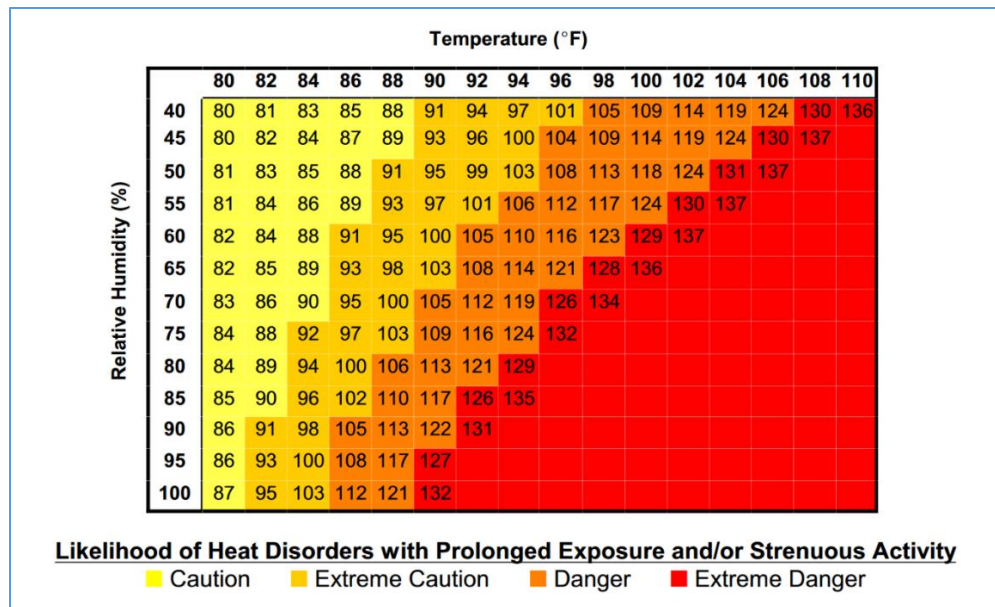 Temperature (°F)
80 82 84 86 88 90 92 94 96 98 100 102 104 106 108 110
Relative Humidity (%)
40 80 81 83 85 88 91 94 97 101 105 109 114 119 124 130 136
45 80 82 84 87 89 93 96 100 104 109 114 119 124 130 137
50 81 83 85 88 91 95 99 103 108 113 118 124 131 137
55 81 84 86 89 93 97 101 106 112 117 124 130 137
60 82 84 88 91 95 100 105 110 116 123 129 137
65 82 85 89 93 98 103 108 114 121 128 136
70 83 86 90 95 100 105 112 119 126 134
75 84 88 92 97 103 109 116 124 132
80 84 89 94 100 106 113 121 129
85 85 90 96 102 110 117 126 135
90 86 91 98 105 113 122 131
95 86 93 100 108 117 127
100 87 95 103 112 121 132
Likelihood of Heat Disorders with Prolonged Exposure and/or Strenuous Activity
Caution Extreme Caution Danger Extreme Danger